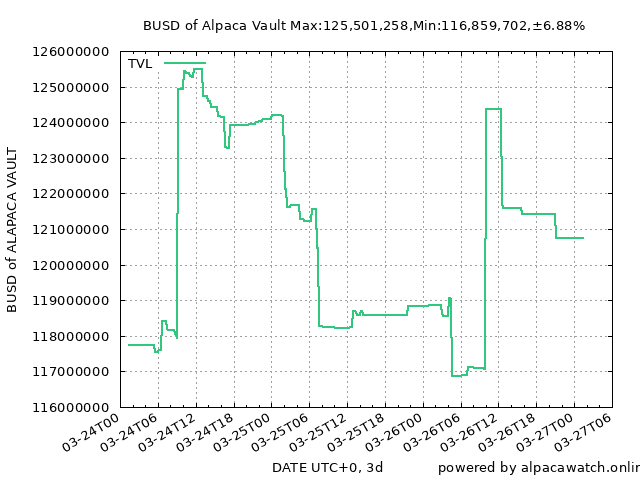 BUSD of Alpaca Vault Max:125,501,258,Min:116,859,702,±6.88%
TVL
BUSD of ALAPACA VAULT
126000000
125000000
124000000
123000000
122000000
121000000
120000000
119000000
118000000
117000000
116000000
03-24T00
03-24T06
03-24T12
03-24T18
03-25T00
03-25T06
03-25T12
03-25T18
03-26T00
03-26T06
03-26T12
03-26T18
03-27T00
03-27T06
DATE UTC+0, 3d
powered by alpacawatch.onlin